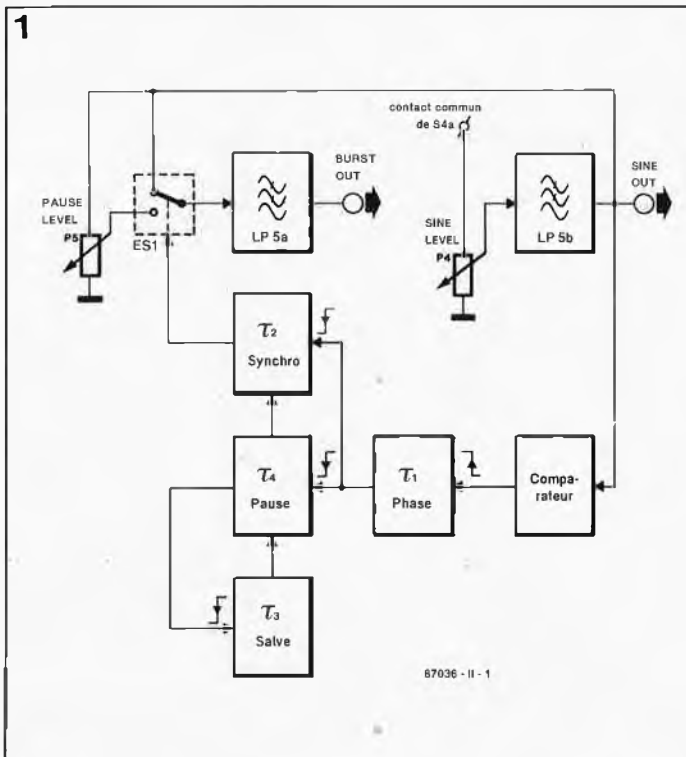 1
contact commun
de S4a
BURST
OUT
SINE
OUT
PAUSE
LEVEL
P5
ES1
LP 5a
SINE
LEVEL
P4
LP 5b
τ2
Synchro
τ4
Pause
τ1
Phase
Compa-
rateur
τ3
Salve
87036 - II - 1